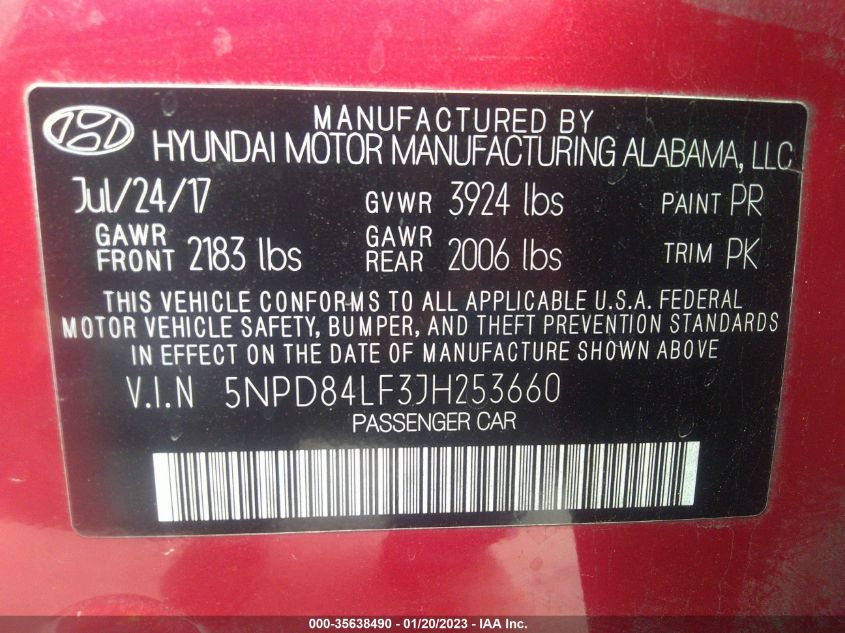 MANUFACTURED BY
HYUNDAI MOTOR MANUFACTURING ALABAMA, LLC
Jul/24/17 GVWR 3924 lbs PAINT PR
GAWR FRONT 2183 lbs GAWR REAR 2006 lbs TRIM PK
THIS VEHICLE CONFORMS TO ALL APPLICABLE U.S.A. FEDERAL
MOTOR VEHICLE SAFETY, BUMPER, AND THEFT PREVENTION STANDARDS
IN EFFECT ON THE DATE OF MANUFACTURE SHOWN ABOVE
V.I.N 5NPD84LF3JH253660
PASSENGER CAR
000-35638490 - 01/20/2023 - IAA Inc.